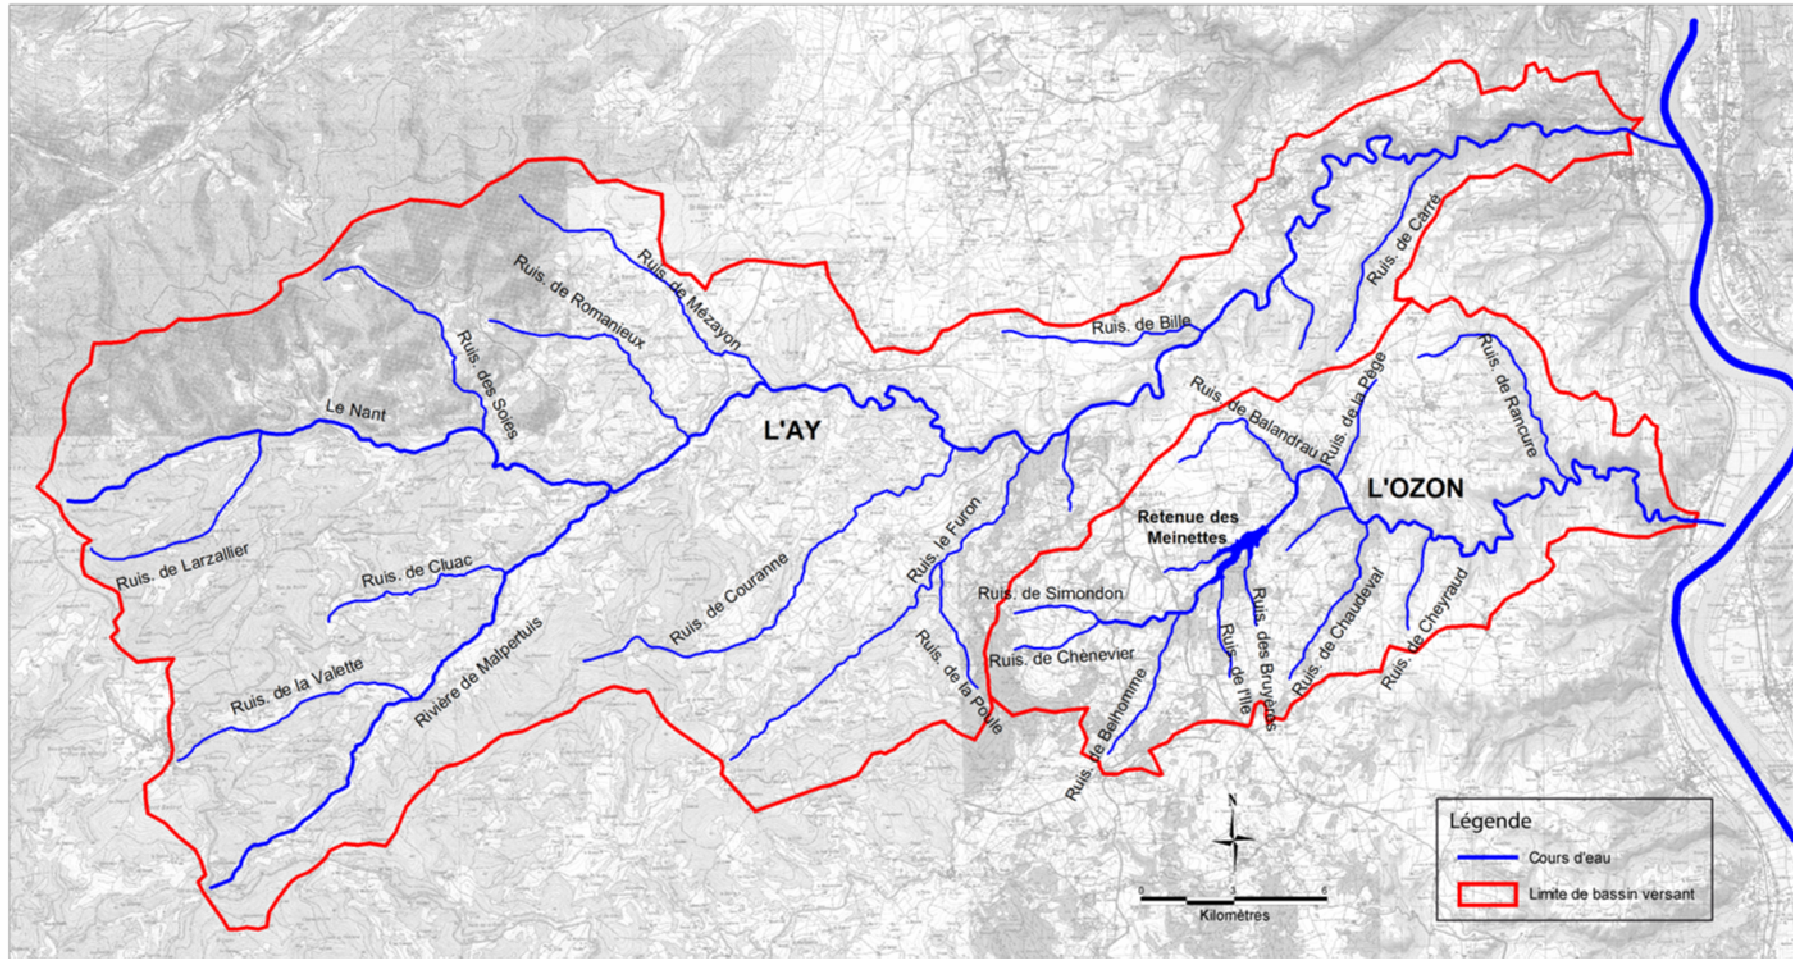 Ruis. de Carré
Ruis. de Mézayon
Ruis. de Romanieux
Ruis. de Bille
Ruis. des Soies
Ruis. de Rancure
Ruis. de la Pège
Ruis. de Balandrau
Le Nant
L'AY
L'OZON
Retenue des
Meinettes
Ruis. le Furon
Ruis. de Larzallier
Ruis. de Cluac
Ruis. de Couranne
Ruis. de Simondon
Ruis. de Chènevier
Ruis. de Chaudeval
Ruis. de Cheyraud
Ruis. des Bruyères
Ruis. de l'Ille
Ruis. de la Poule
Ruis. de la Valette
Rivière de Malpertuis
Ruis. de Belhomme
N
0 3 6
Kilomètres
Légende
Cours d'eau
Limite de bassin versant